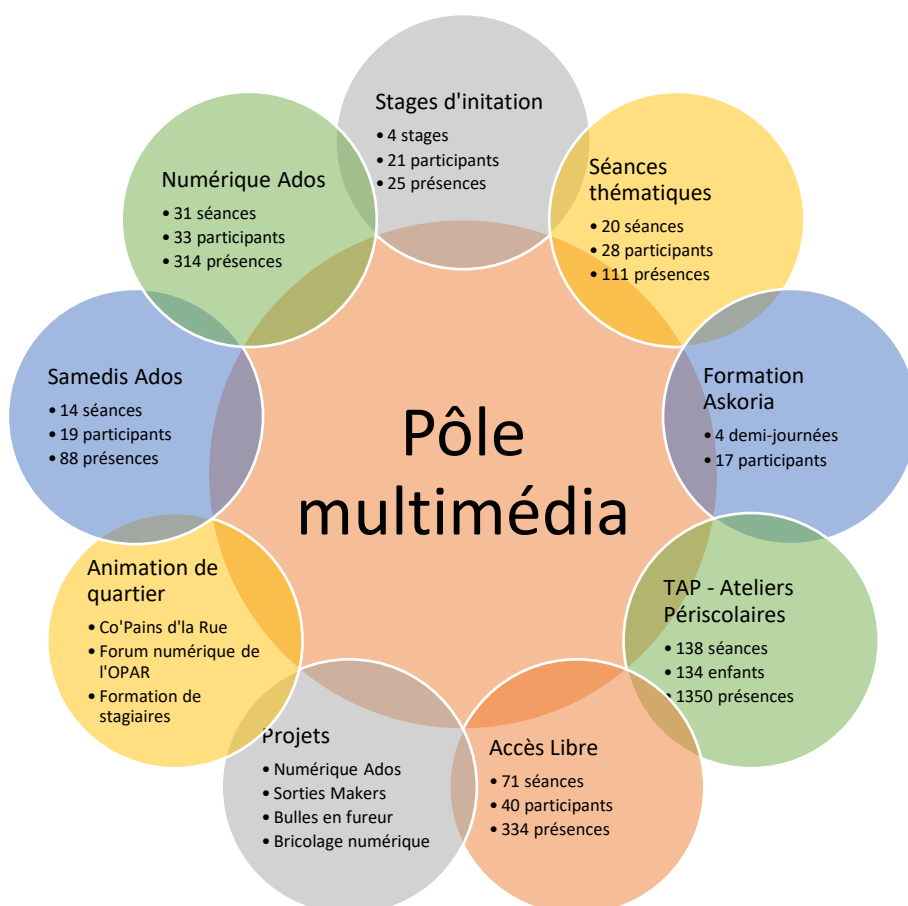 Stages d'initation
• 4 stages
• 21 participants
• 25 présences
Séances
thématiques
• 20 séances
• 28 participants
• 111 présences
Formation
Askoria
• 4 demi-journées
• 17 participants
TAP - Ateliers
Périscolaires
• 138 séances
• 134 enfants
• 1350 présences
Accès Libre
• 71 séances
• 40 participants
• 334 présences
Projets
• Numérique Ados
• Sorties Makers
• Bulles en fureur
• Bricolage numérique
Animation de
quartier
• Co'Pains d'la Rue
• Forum numérique de
l'OPAR
• Formation de
stagiaires
Samedis Ados
• 14 séances
• 19 participants
• 88 présences
Numérique Ados
• 31 séances
• 33 participants
• 314 présences
Pôle
multimédia